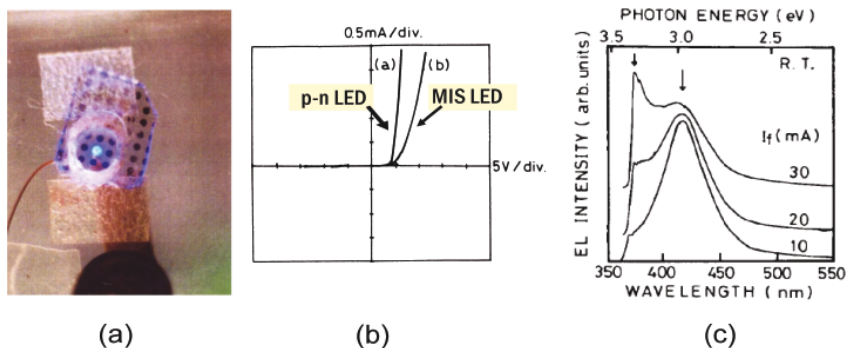 0.5mA/div.
(a)
(b)
p-n LED
MIS LED
5V/div.
(a)
(b)
PHOTON ENERGY (eV)
3.5
3.0
2.5
R. T.
EL INTENSITY (arb. units)
If (mA)
30
20
10
350
400
450
500
550
WAVELENGTH (nm)
(c)